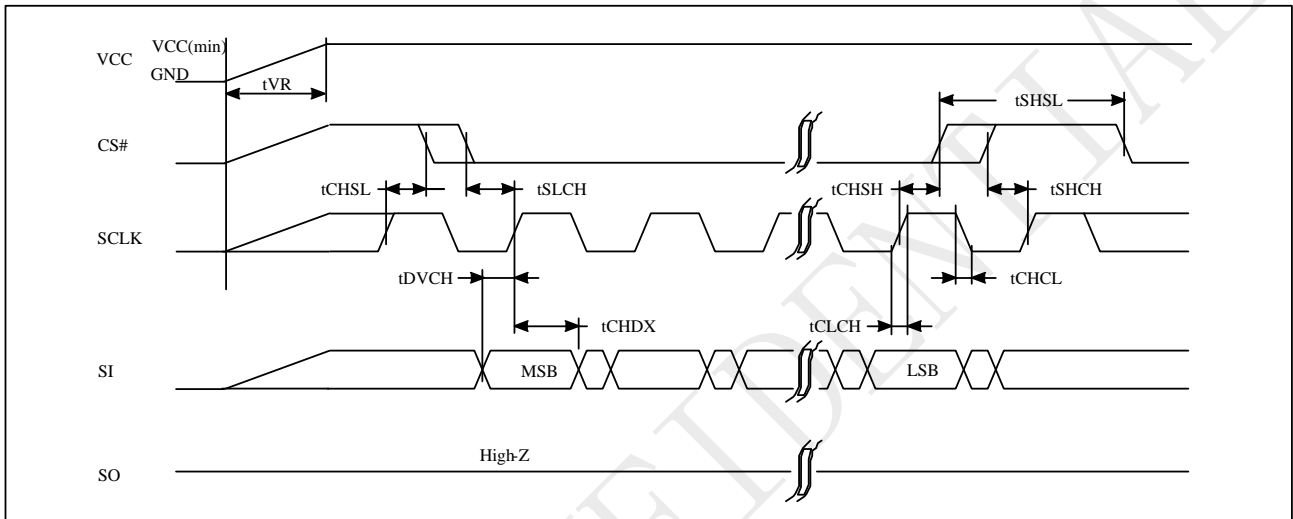 VCC(min)
VCC
GND
tVR
tSHSL
CS#
tCHSL
tSLCH
tCHSH
tSHCH
SCLK
tDVCH
tCHCL
tCHDX
tCLCH
SI
MSB
LSB
High-Z
SO